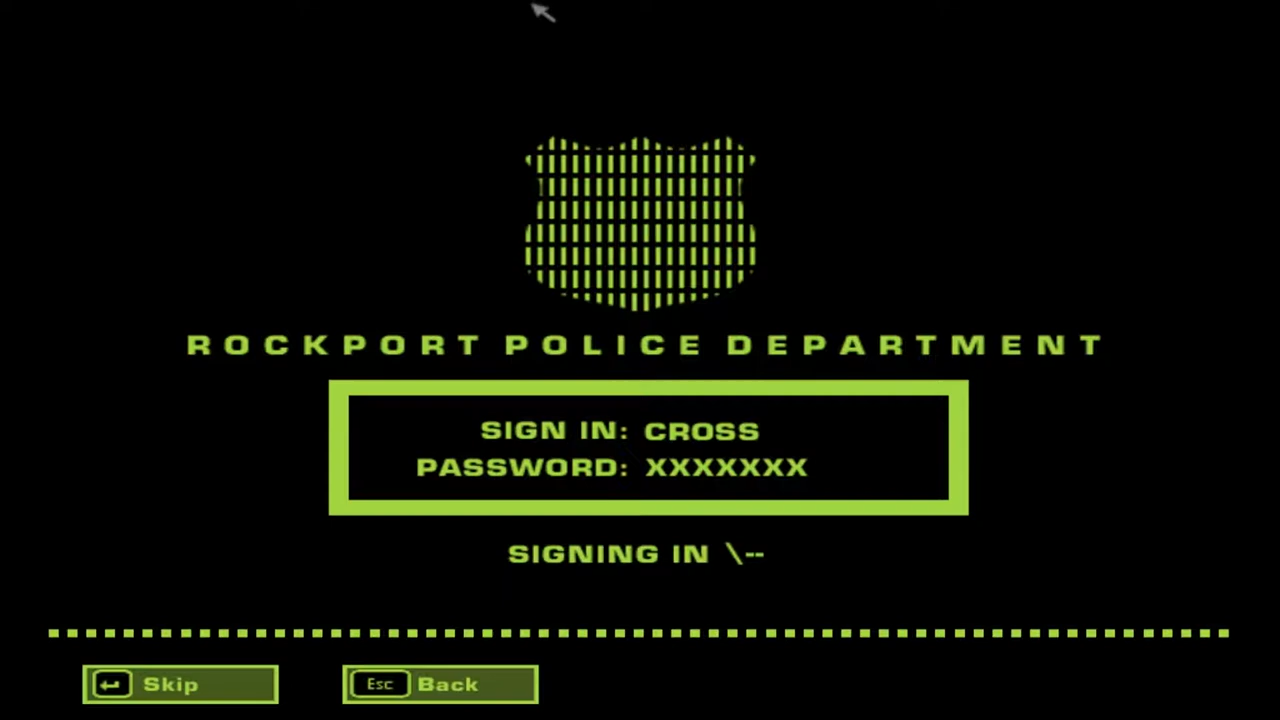 ROCKPORT POLICE DEPARTMENT
SIGN IN: CROSS
PASSWORD: XXXXXXX
SIGNING IN \--
Skip
Esc Back